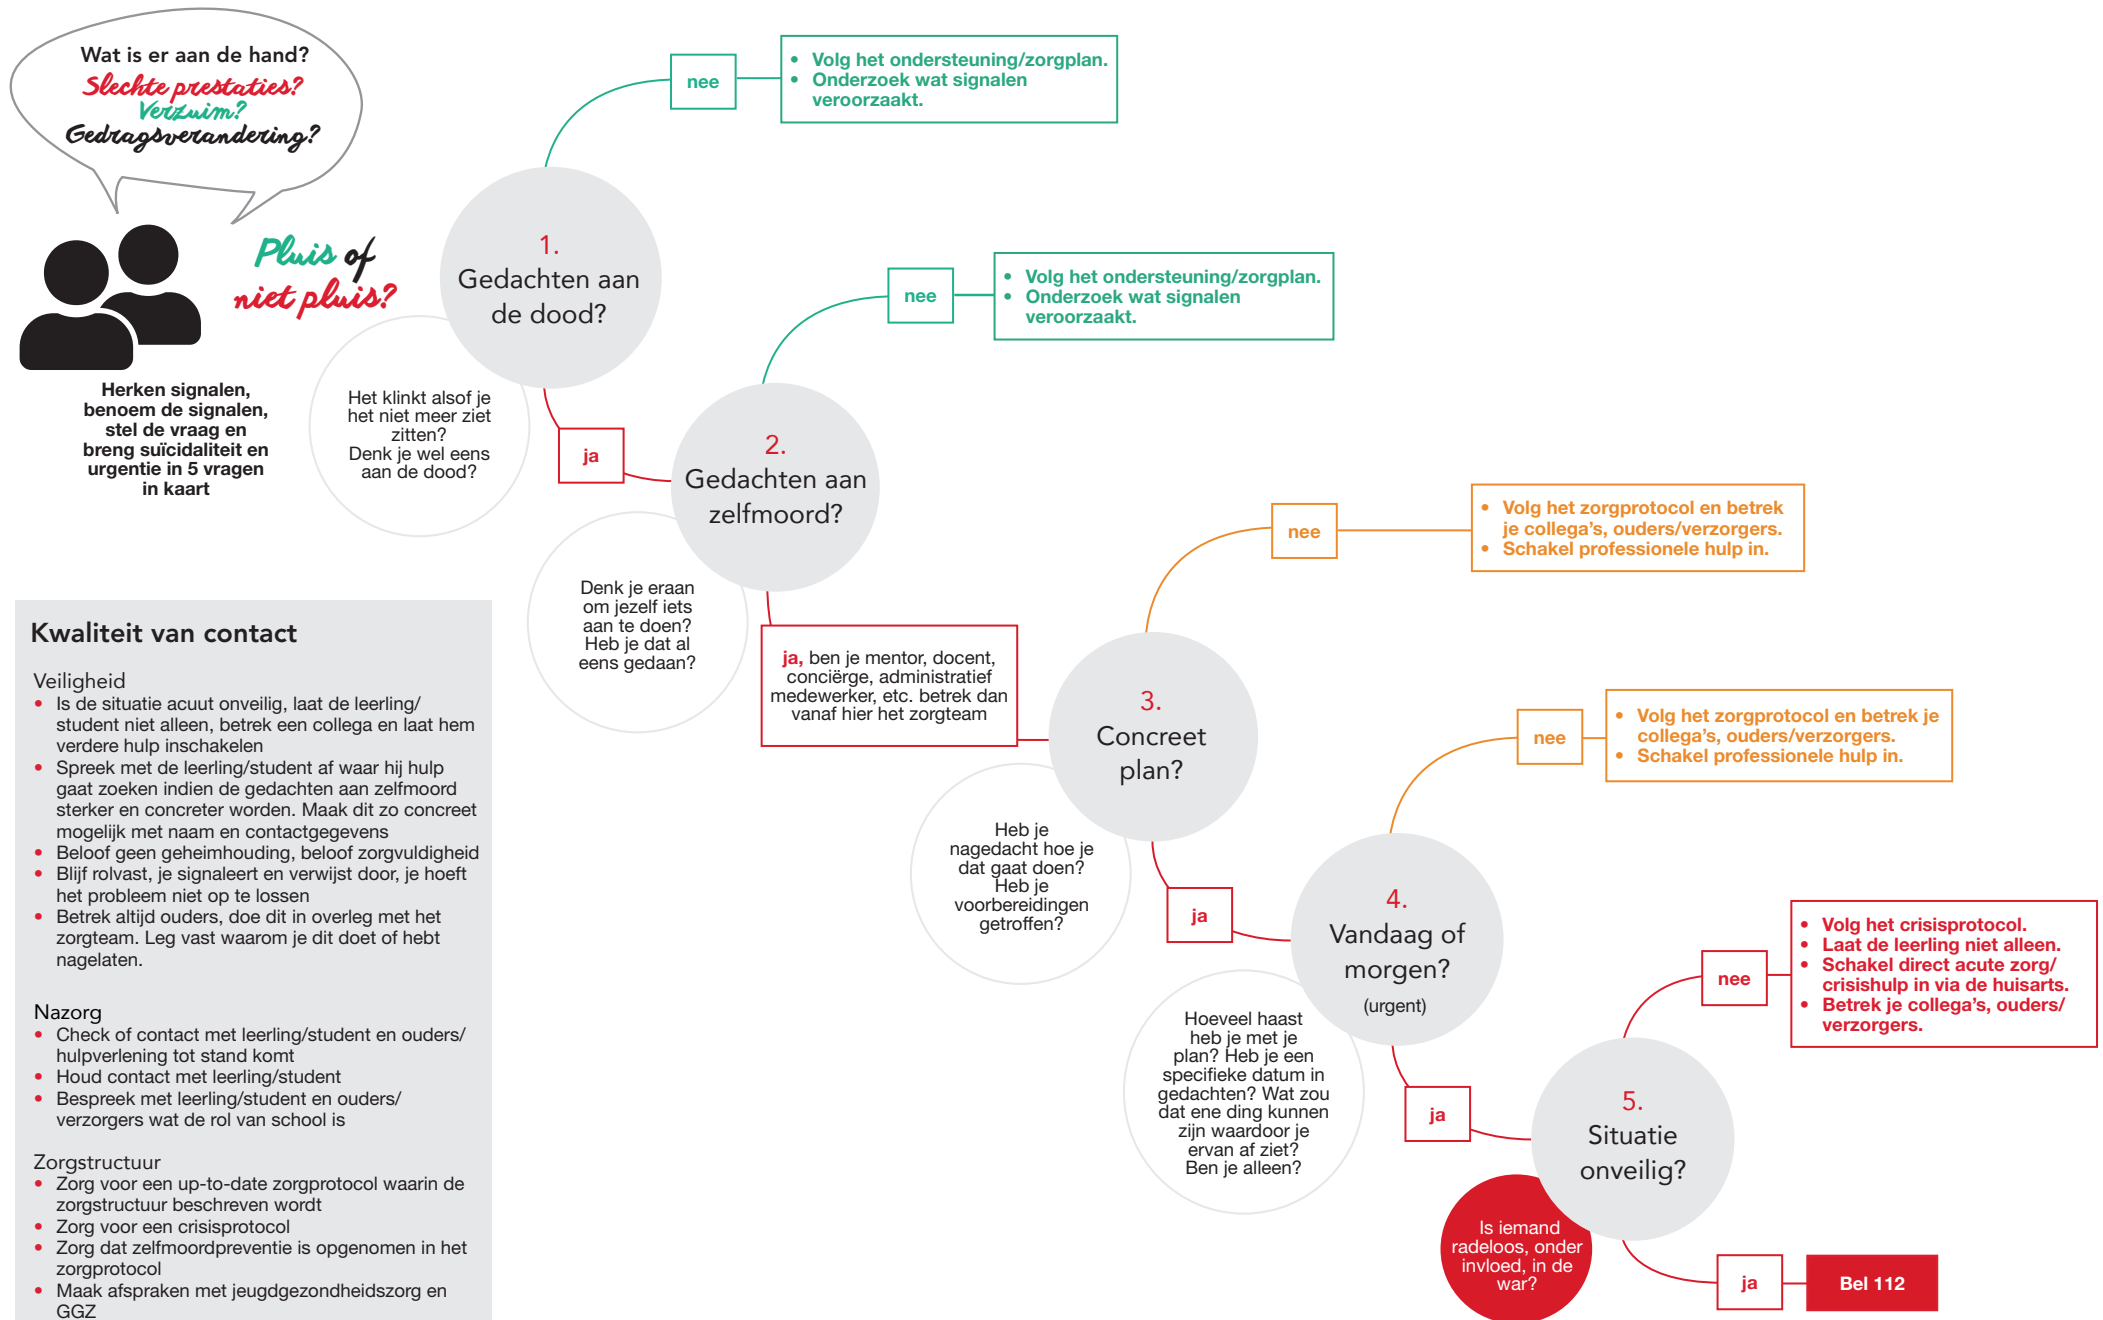 Wat is er aan de hand?
Slechte prestaties?
Verzuim?
Gedragsverandering?
Pluis of
niet pluis?
Herken signalen,
benoem de signalen,
stel de vraag en
breng suïcidaliteit en
urgentie in 5 vragen
in kaart
1.
Gedachten aan
de dood?
Het klinkt alsof je
het niet meer ziet
zitten?
Denk je wel eens
aan de dood?
nee
• Volg het ondersteuning/zorgplan.
• Onderzoek wat signalen
veroorzaakt.
ja
2.
Gedachten aan
zelfmoord?
Denk je eraan
om jezelf iets
aan te doen?
Heb je dat al
eens gedaan?
nee
• Volg het ondersteuning/zorgplan.
• Onderzoek wat signalen
veroorzaakt.
ja, ben je mentor, docent,
conciërge, administratief
medewerker, etc. betrek dan
vanaf hier het zorgteam
3.
Concreet
plan?
Heb je
nagedacht hoe je
dat gaat doen?
Heb je
voorbereidingen
getroffen?
nee
• Volg het zorgprotocol en betrek
je collega's, ouders/verzorgers.
• Schakel professionele hulp in.
ja
4.
Vandaag of
morgen?
(urgent)
Hoeveel haast
heb je met je
plan? Heb je een
specifieke datum in
gedachten? Wat zou
dat ene ding kunnen
zijn waardoor je
ervan af ziet?
Ben je alleen?
nee
• Volg het zorgprotocol en betrek je
collega's, ouders/verzorgers.
• Schakel professionele hulp in.
ja
5.
Situatie
onveilig?
Is iemand
radeloos, onder
invloed, in de
war?
nee
• Volg het crisisprotocol.
• Laat de leerling niet alleen.
• Schakel direct acute zorg/
crisishulp in via de huisarts.
• Betrek je collega's, ouders/
verzorgers.
ja
Bel 112
Kwaliteit van contact
Veiligheid
• Is de situatie acuut onveilig, laat de leerling/
student niet alleen, betrek een collega en laat hem
verdere hulp inschakelen
• Spreek met de leerling/student af waar hij hulp
gaat zoeken indien de gedachten aan zelfmoord
sterker en concreter worden. Maak dit zo concreet
mogelijk met naam en contactgegevens
• Beloof geen geheimhouding, beloof zorgvuldigheid
• Blijf rolvast, je signaleert en verwijst door, je hoeft
het probleem niet op te lossen
• Betrek altijd ouders, doe dit in overleg met het
zorgteam. Leg vast waarom je dit doet of hebt
nagelaten.
Nazorg
• Check of contact met leerling/student en ouders/
hulpverlening tot stand komt
• Houd contact met leerling/student
• Bespreek met leerling/student en ouders/
verzorgers wat de rol van school is
Zorgstructuur
• Zorg voor een up-to-date zorgprotocol waarin de
zorgstructuur beschreven wordt
• Zorg voor een crisisprotocol
• Zorg dat zelfmoordpreventie is opgenomen in het
zorgprotocol
• Maak afspraken met jeugdgezondheidszorg en
GGZ